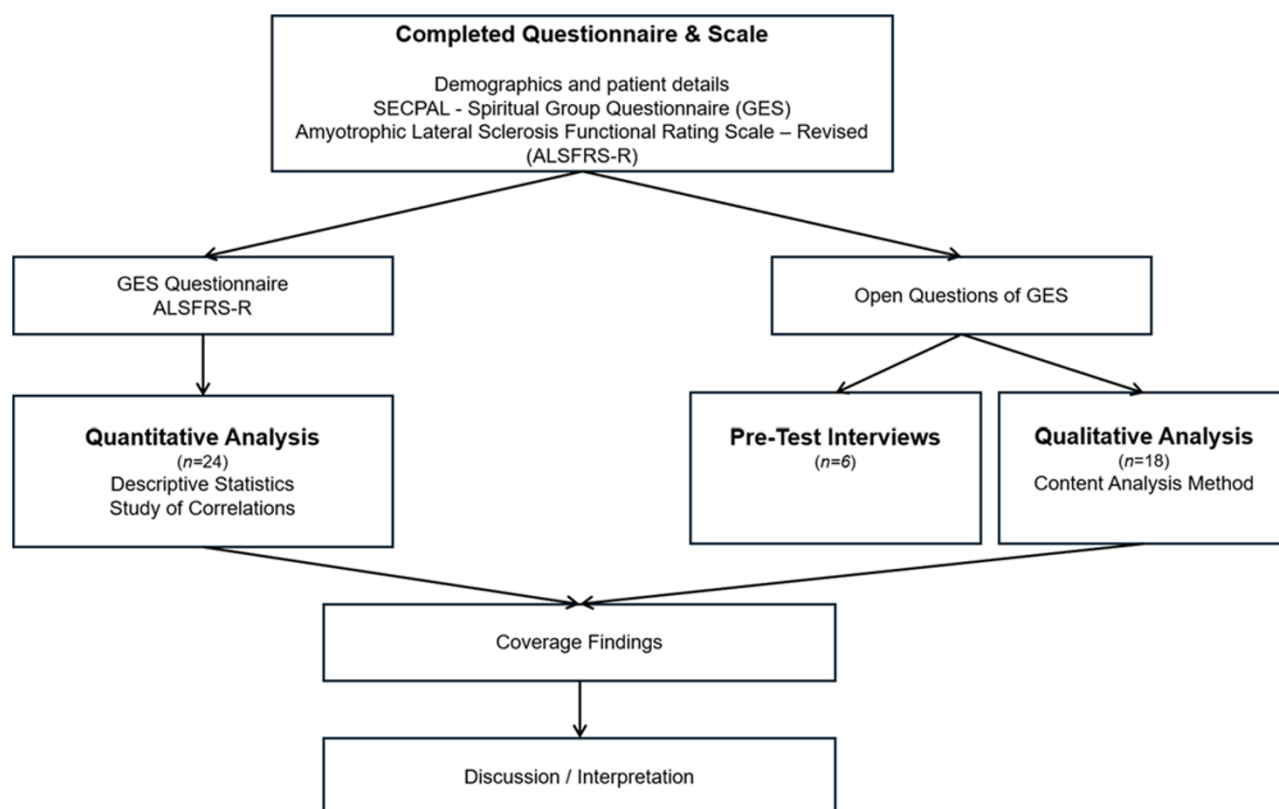 Completed Questionnaire & Scale
Demographics and patient details
SECPAL - Spiritual Group Questionnaire (GES)
Amyotrophic Lateral Sclerosis Functional Rating Scale – Revised
(ALSFRS-R)
GES Questionnaire
ALSFRS-R
Open Questions of GES
Quantitative Analysis
(n=24)
Descriptive Statistics
Study of Correlations
Pre-Test Interviews
(n=6)
Qualitative Analysis
(n=18)
Content Analysis Method
Coverage Findings
Discussion / Interpretation